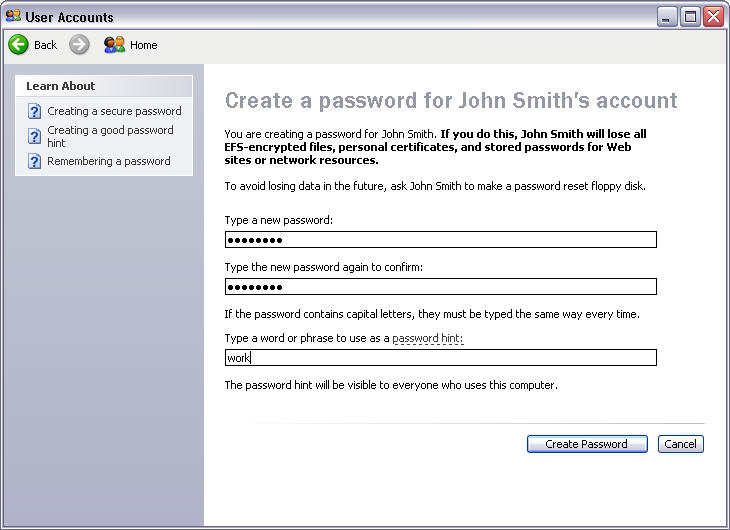 User Accounts
Back
Home
Learn About
Creating a secure password
Creating a good password
hint
Remembering a password
Create a password for John Smith's account
You are creating a password for John Smith. If you do this, John Smith will lose all
EFS-encrypted files, personal certificates, and stored passwords for Web
sites or network resources.
To avoid losing data in the future, ask John Smith to make a password reset floppy disk.
Type a new password:
●●●●●●●●
Type the new password again to confirm:
●●●●●●●●
If the password contains capital letters, they must be typed the same way every time.
Type a word or phrase to use as a password hint:
work
The password hint will be visible to everyone who uses this computer.
Create Password
Cancel